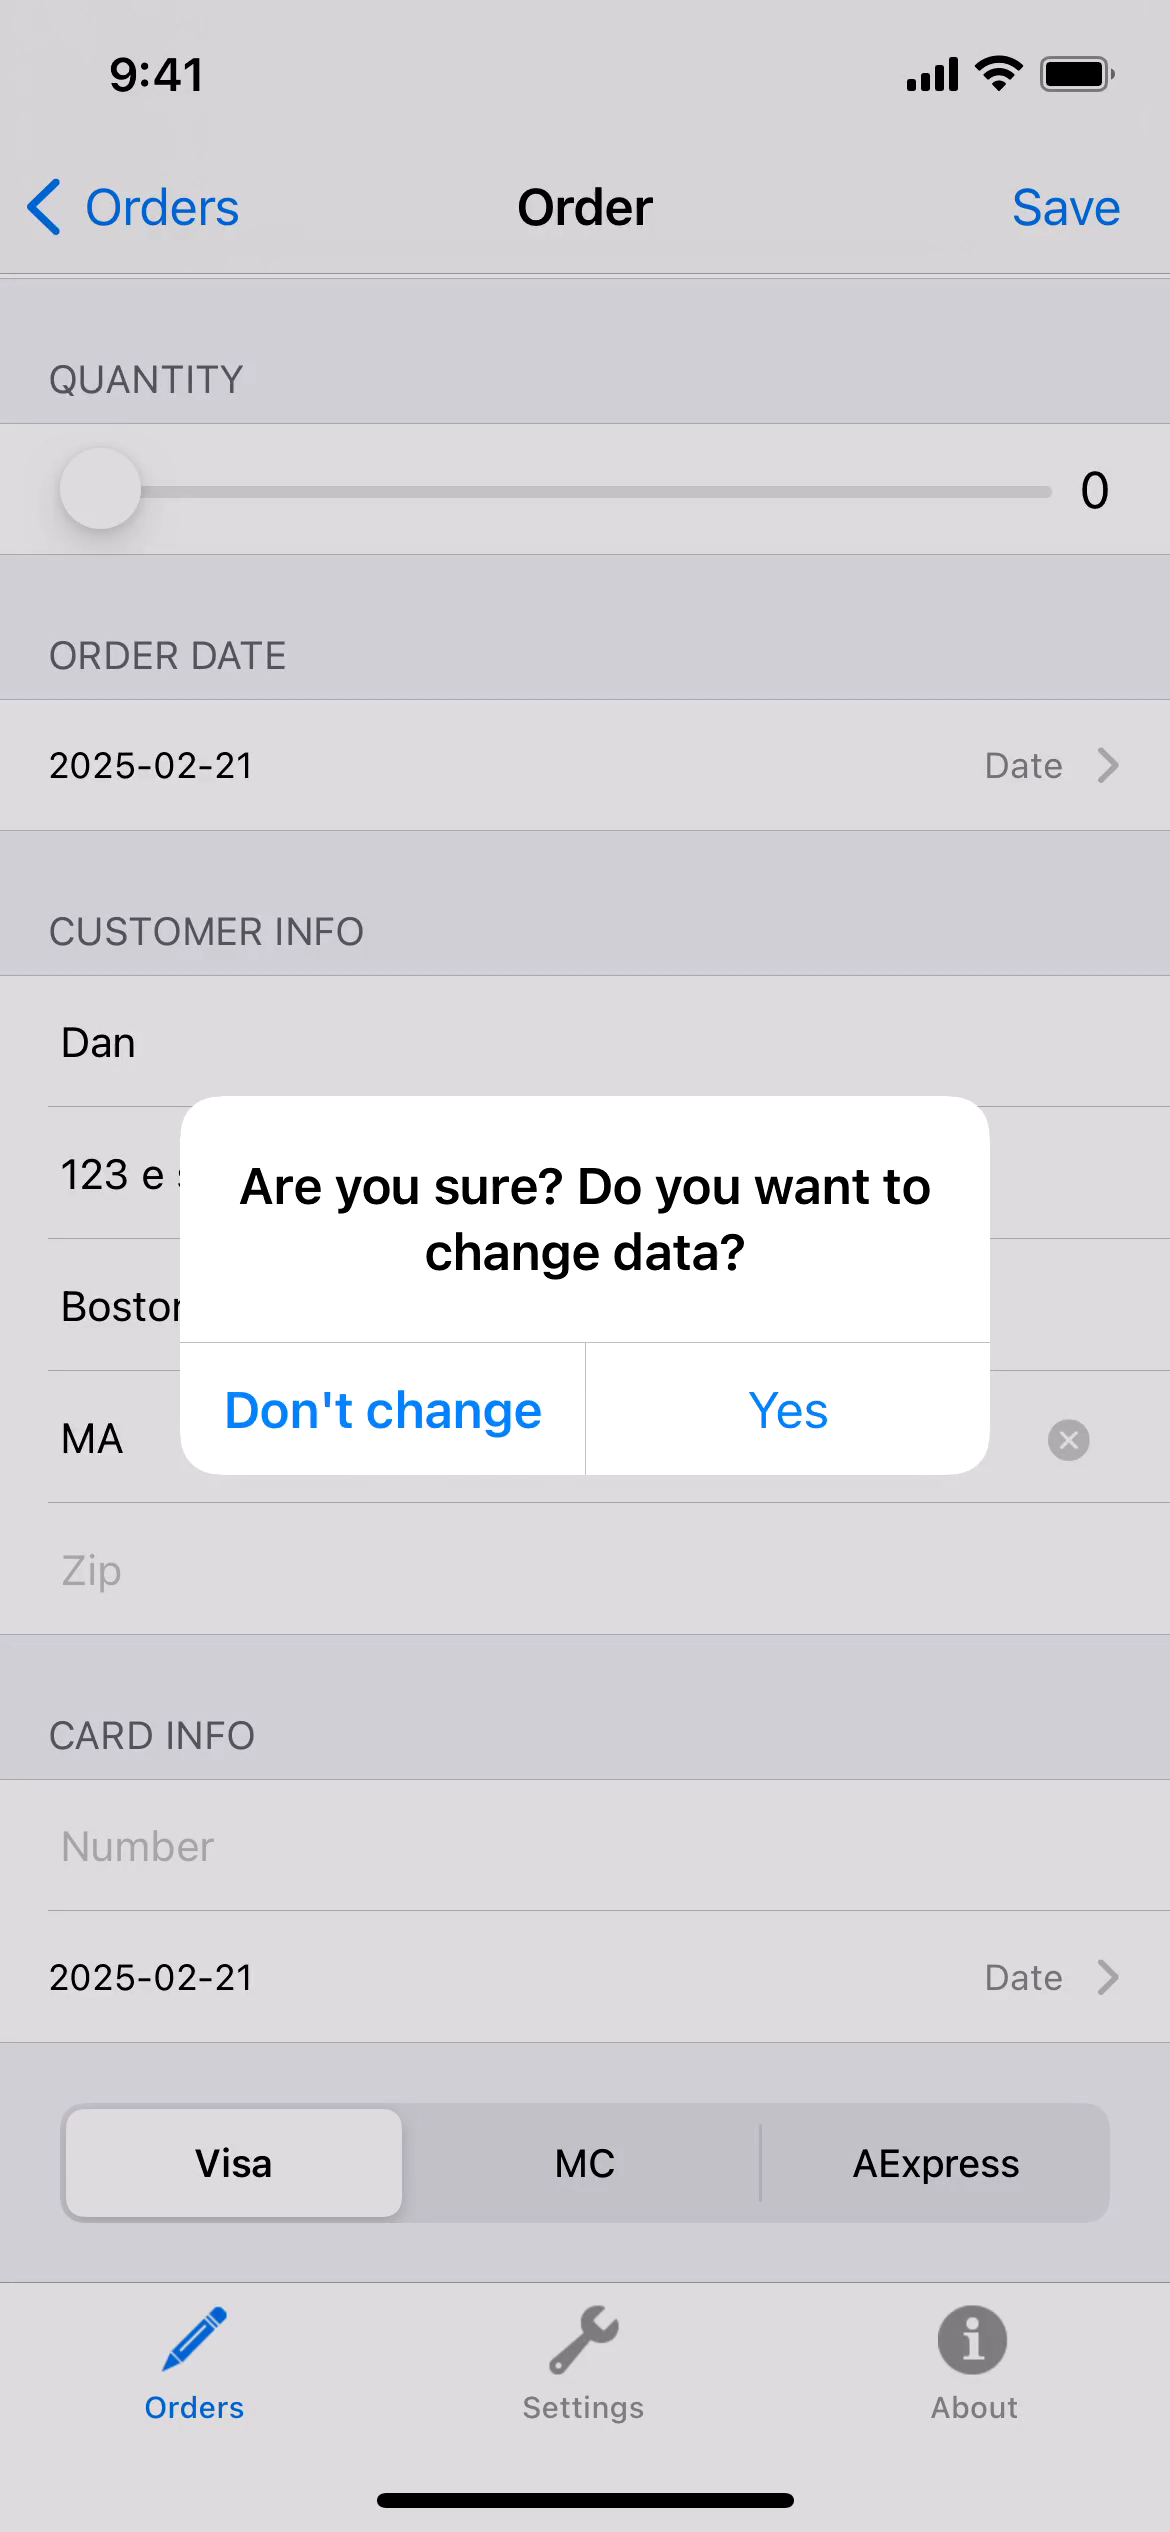 9:41
Orders
Order
Save
QUANTITY
0
ORDER DATE
2025-02-21
Date
CUSTOMER INFO
Dan
123 e
Are you sure? Do you want to
change data?
Don't change
Yes
MA
Zip
CARD INFO
Number
2025-02-21
Date
Visa
MC
AExpress
Orders
Settings
About